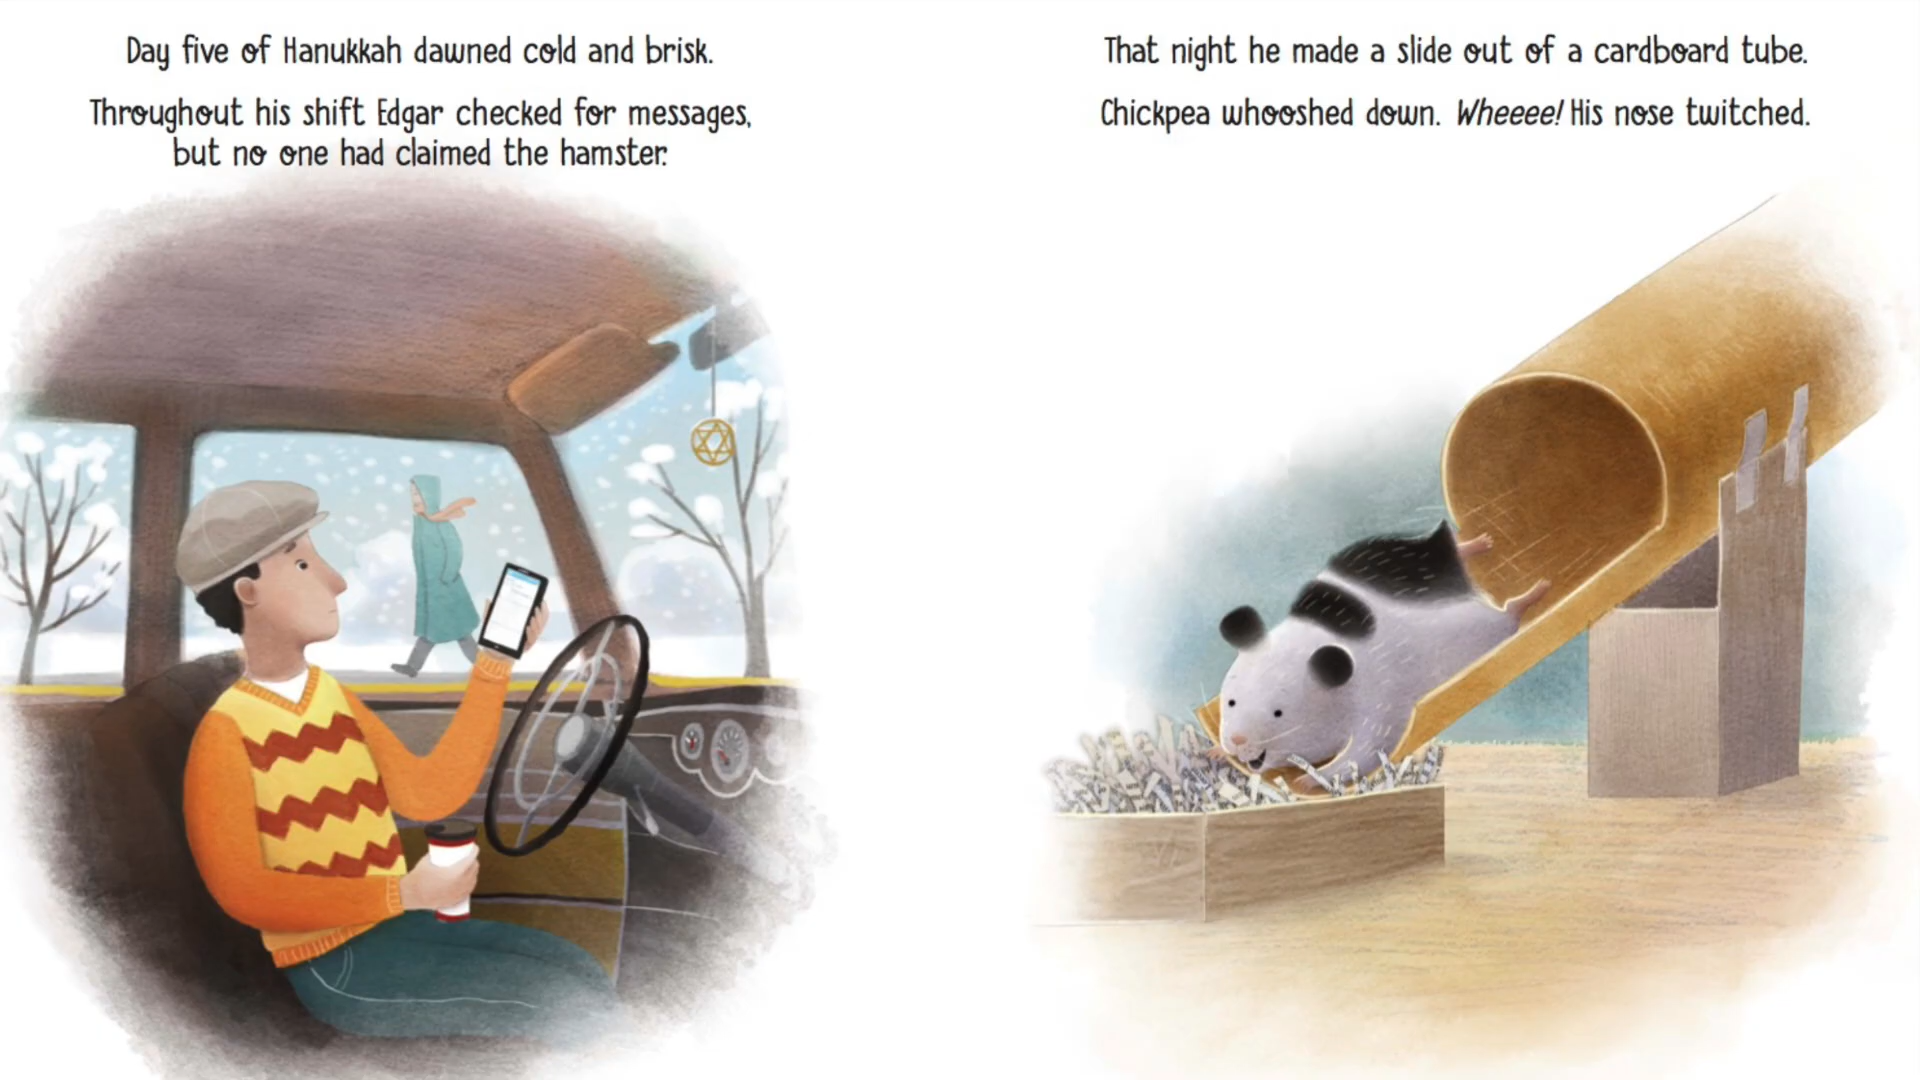 Day five of Hanukkah dawned cold and brisk.
Throughout his shift Edgar checked for messages,
but no one had claimed the hamster.
That night he made a slide out of a cardboard tube.
Chickpea whooshed down. Wheeee! His nose twitched.